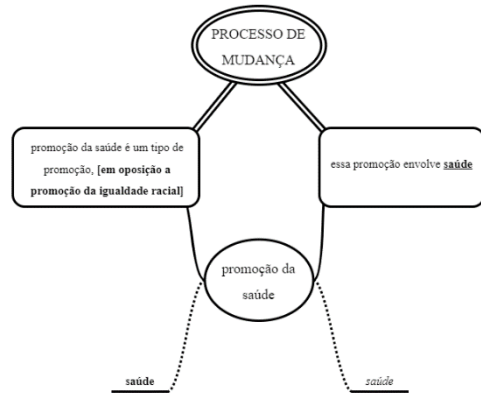 PROCESSO DE
MUDANÇA
promoção da saúde é um tipo de
promoção, [em oposição a
promoção da igualdade racial]
essa promoção envolve saúde
promoção da
saúde
saúde
saúde